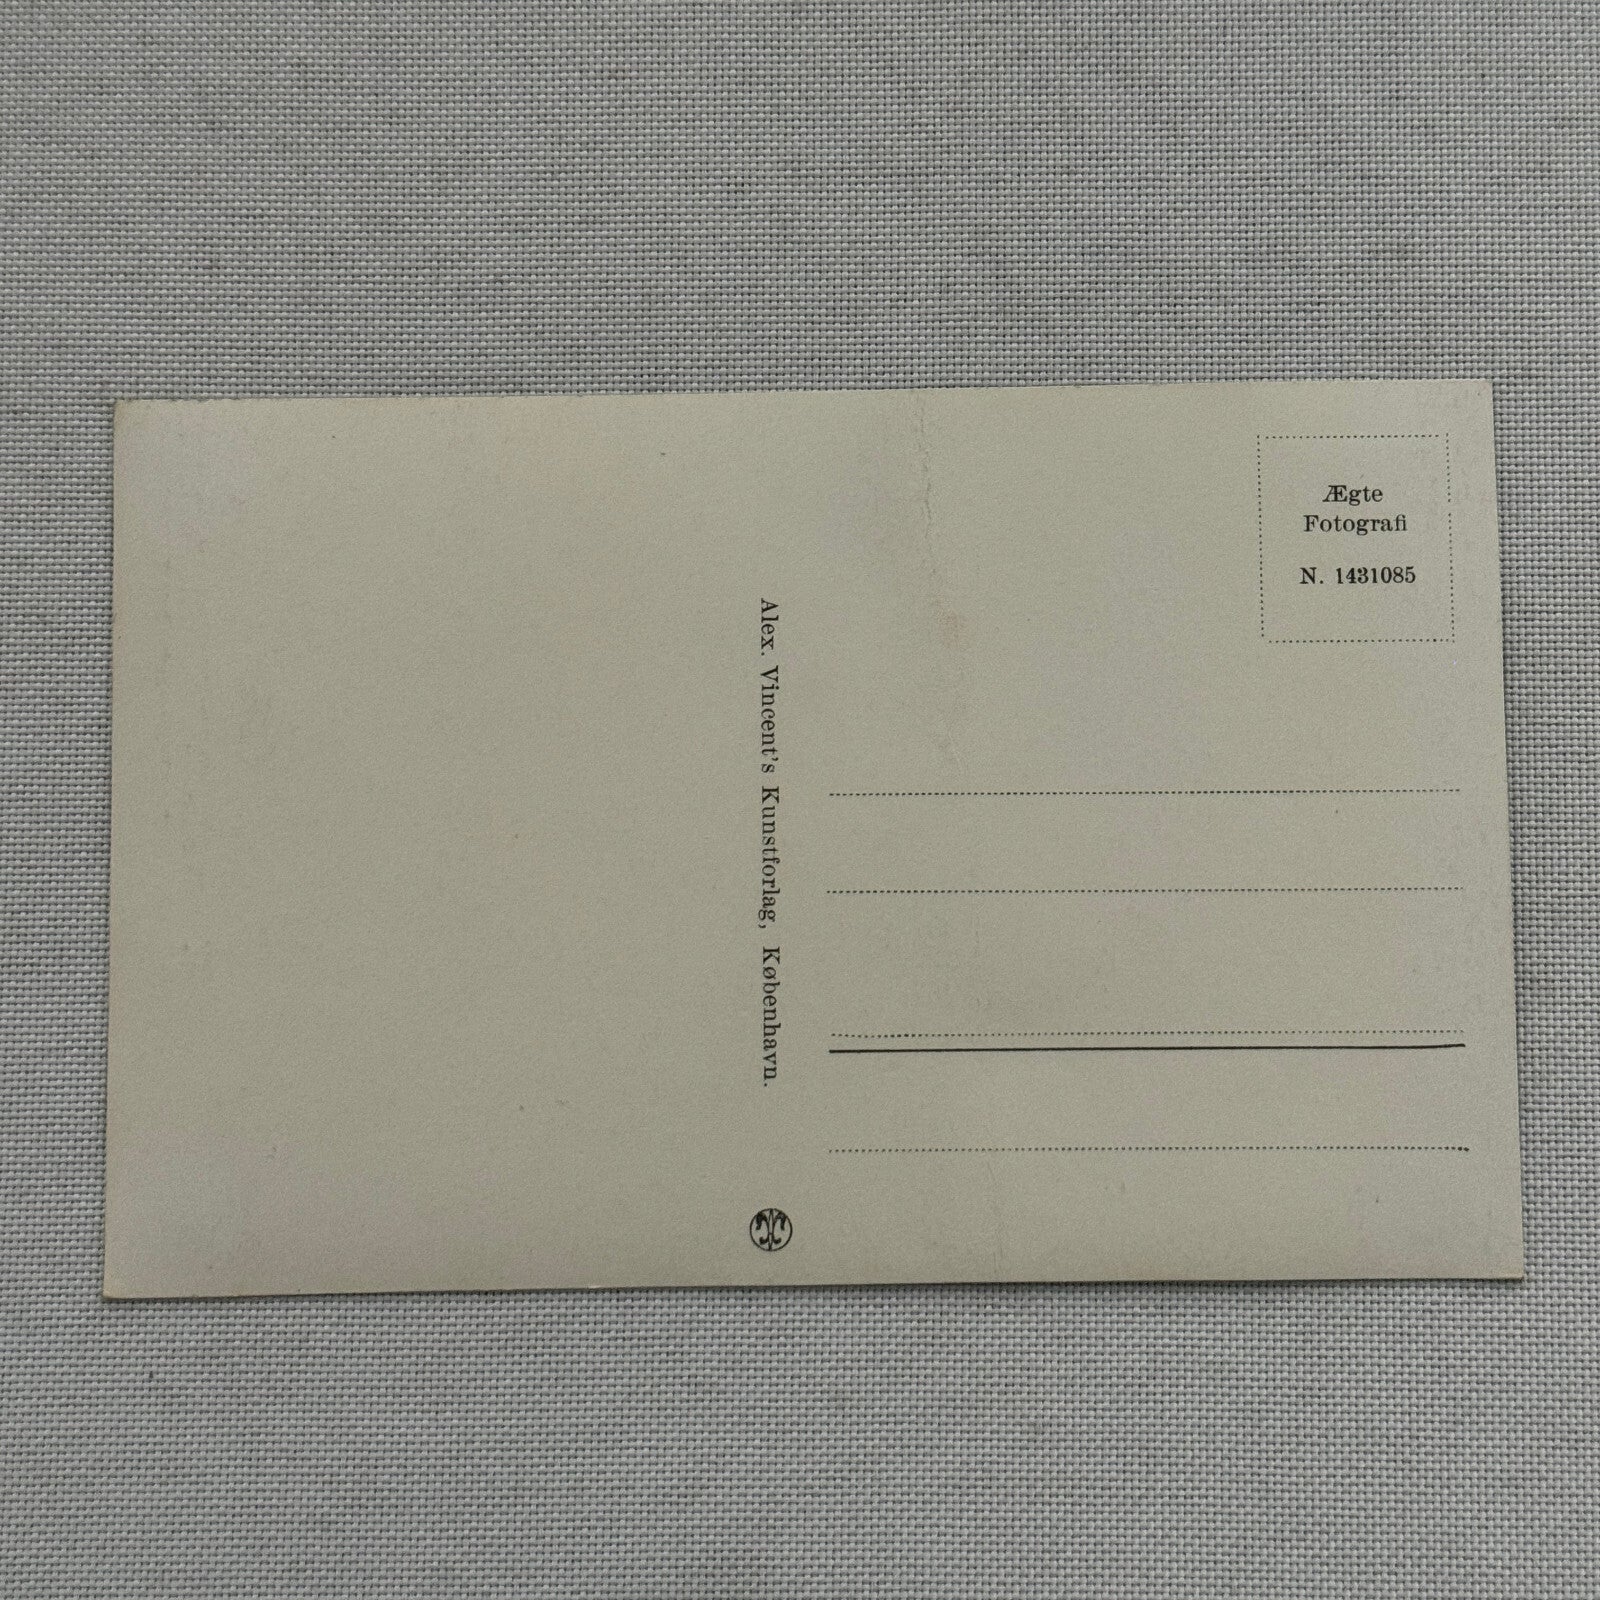 Ægte
Fotografi
N. 1431085
Alex. Vincent's Kunstforlag, København.